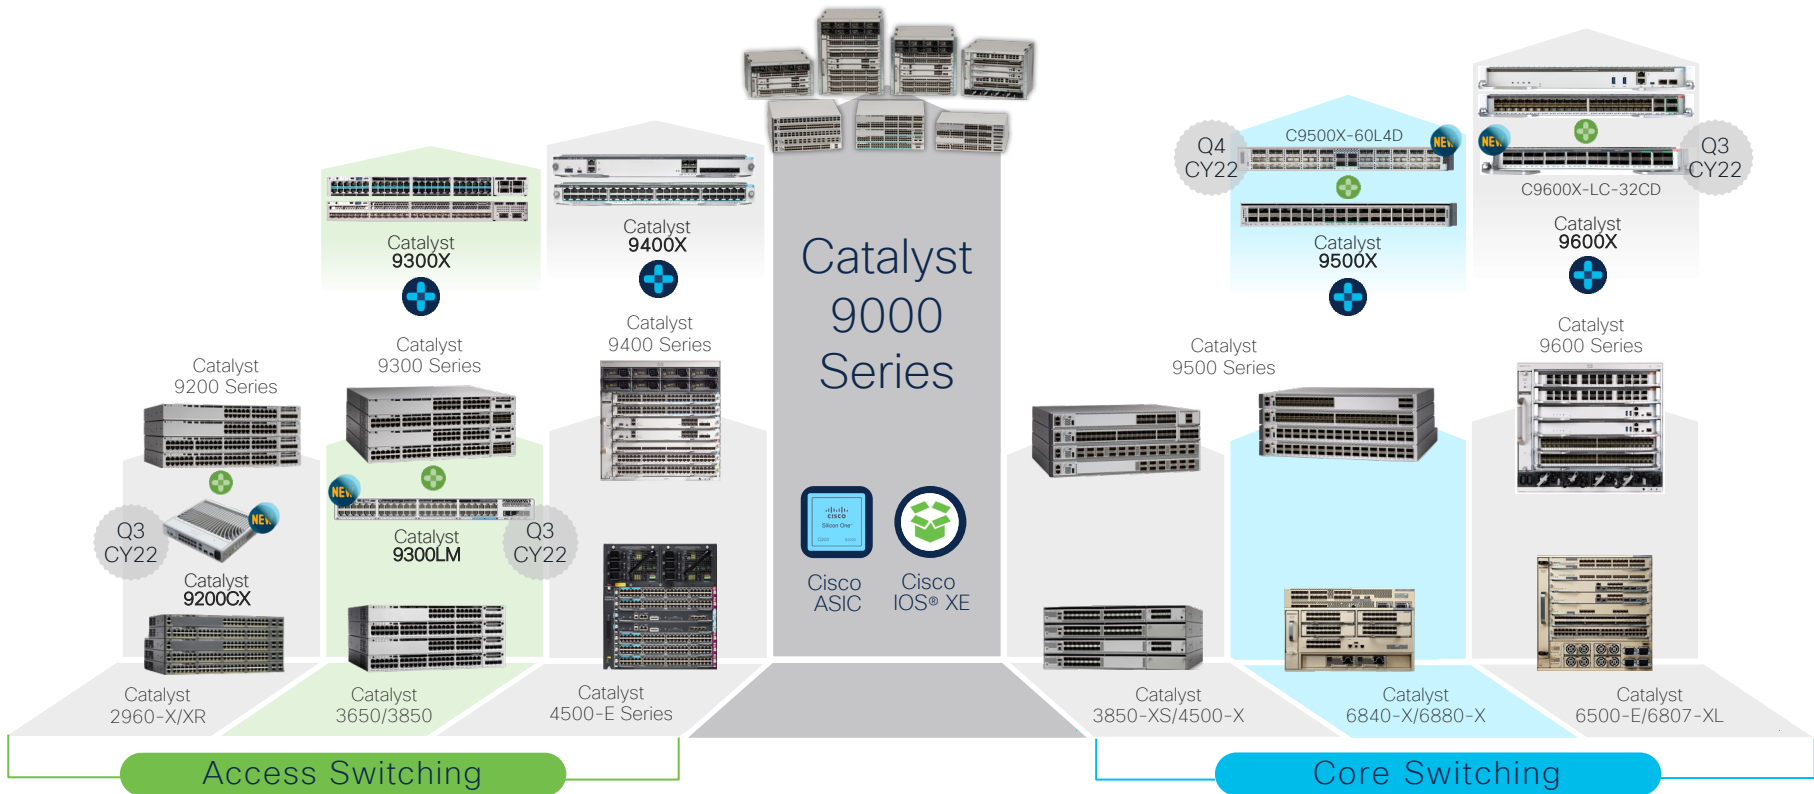 Catalyst
9300X
Catalyst
9400X
Catalyst
9200 Series
Catalyst
9300 Series
Catalyst
9400 Series
Q3
CY22
NEW
Catalyst
9200CX
NEW
Catalyst
9300LM
Q3
CY22
Catalyst
2960-X/XR
Catalyst
3650/3850
Catalyst
4500-E Series
Access Switching
Catalyst
9000
Series
CISCO
Silicon One
Cisco
ASIC
Cisco
IOS® XE
Q4
CY22
C9500X-60L4D
NEW
Catalyst
9500X
NEW
Q3
CY22
C9600X-LC-32CD
Catalyst
9600X
Catalyst
9500 Series
Catalyst
9600 Series
Catalyst
3850-XS/4500-X
Catalyst
6840-X/6880-X
Catalyst
6500-E/6807-XL
Core Switching